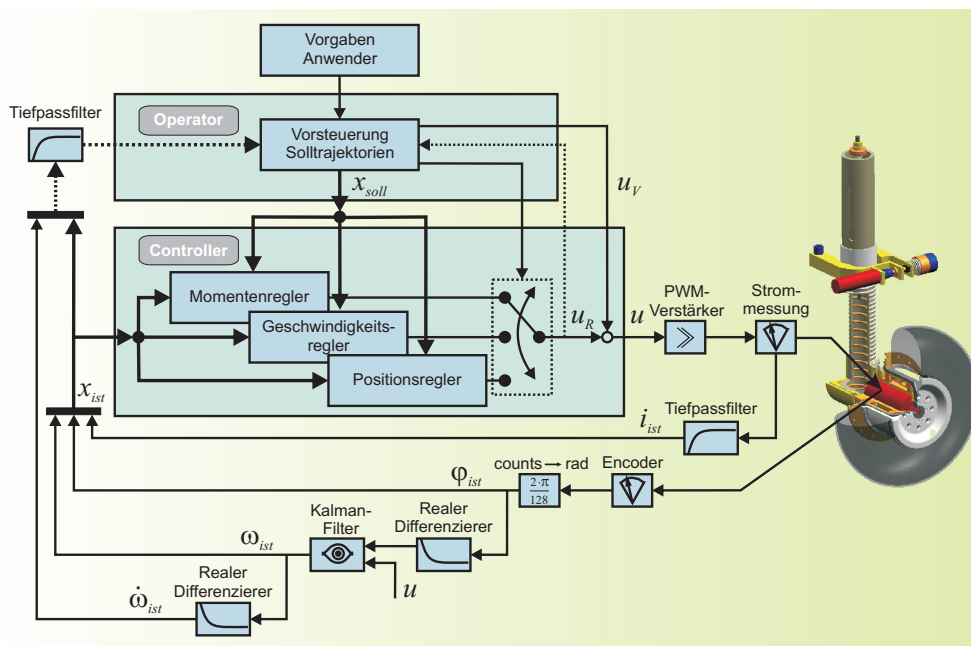 Vorgaben
Anwender
Tiefpassfilter
Operator
Vorsteuerung
Solltrajektorien
x_soll
u_V
Controller
Momentenregler
Geschwindigkeits-
regler
Positionsregler
u_R
u
PWM-
Verstärker
Strom-
messung
x_ist
i_ist
Tiefpassfilter
φ_ist
counts → rad
2·π
128
Encoder
Kalman-
Filter
Realer
Differenzierer
ω_ist
u
Realer
Differenzierer
ω̇_ist